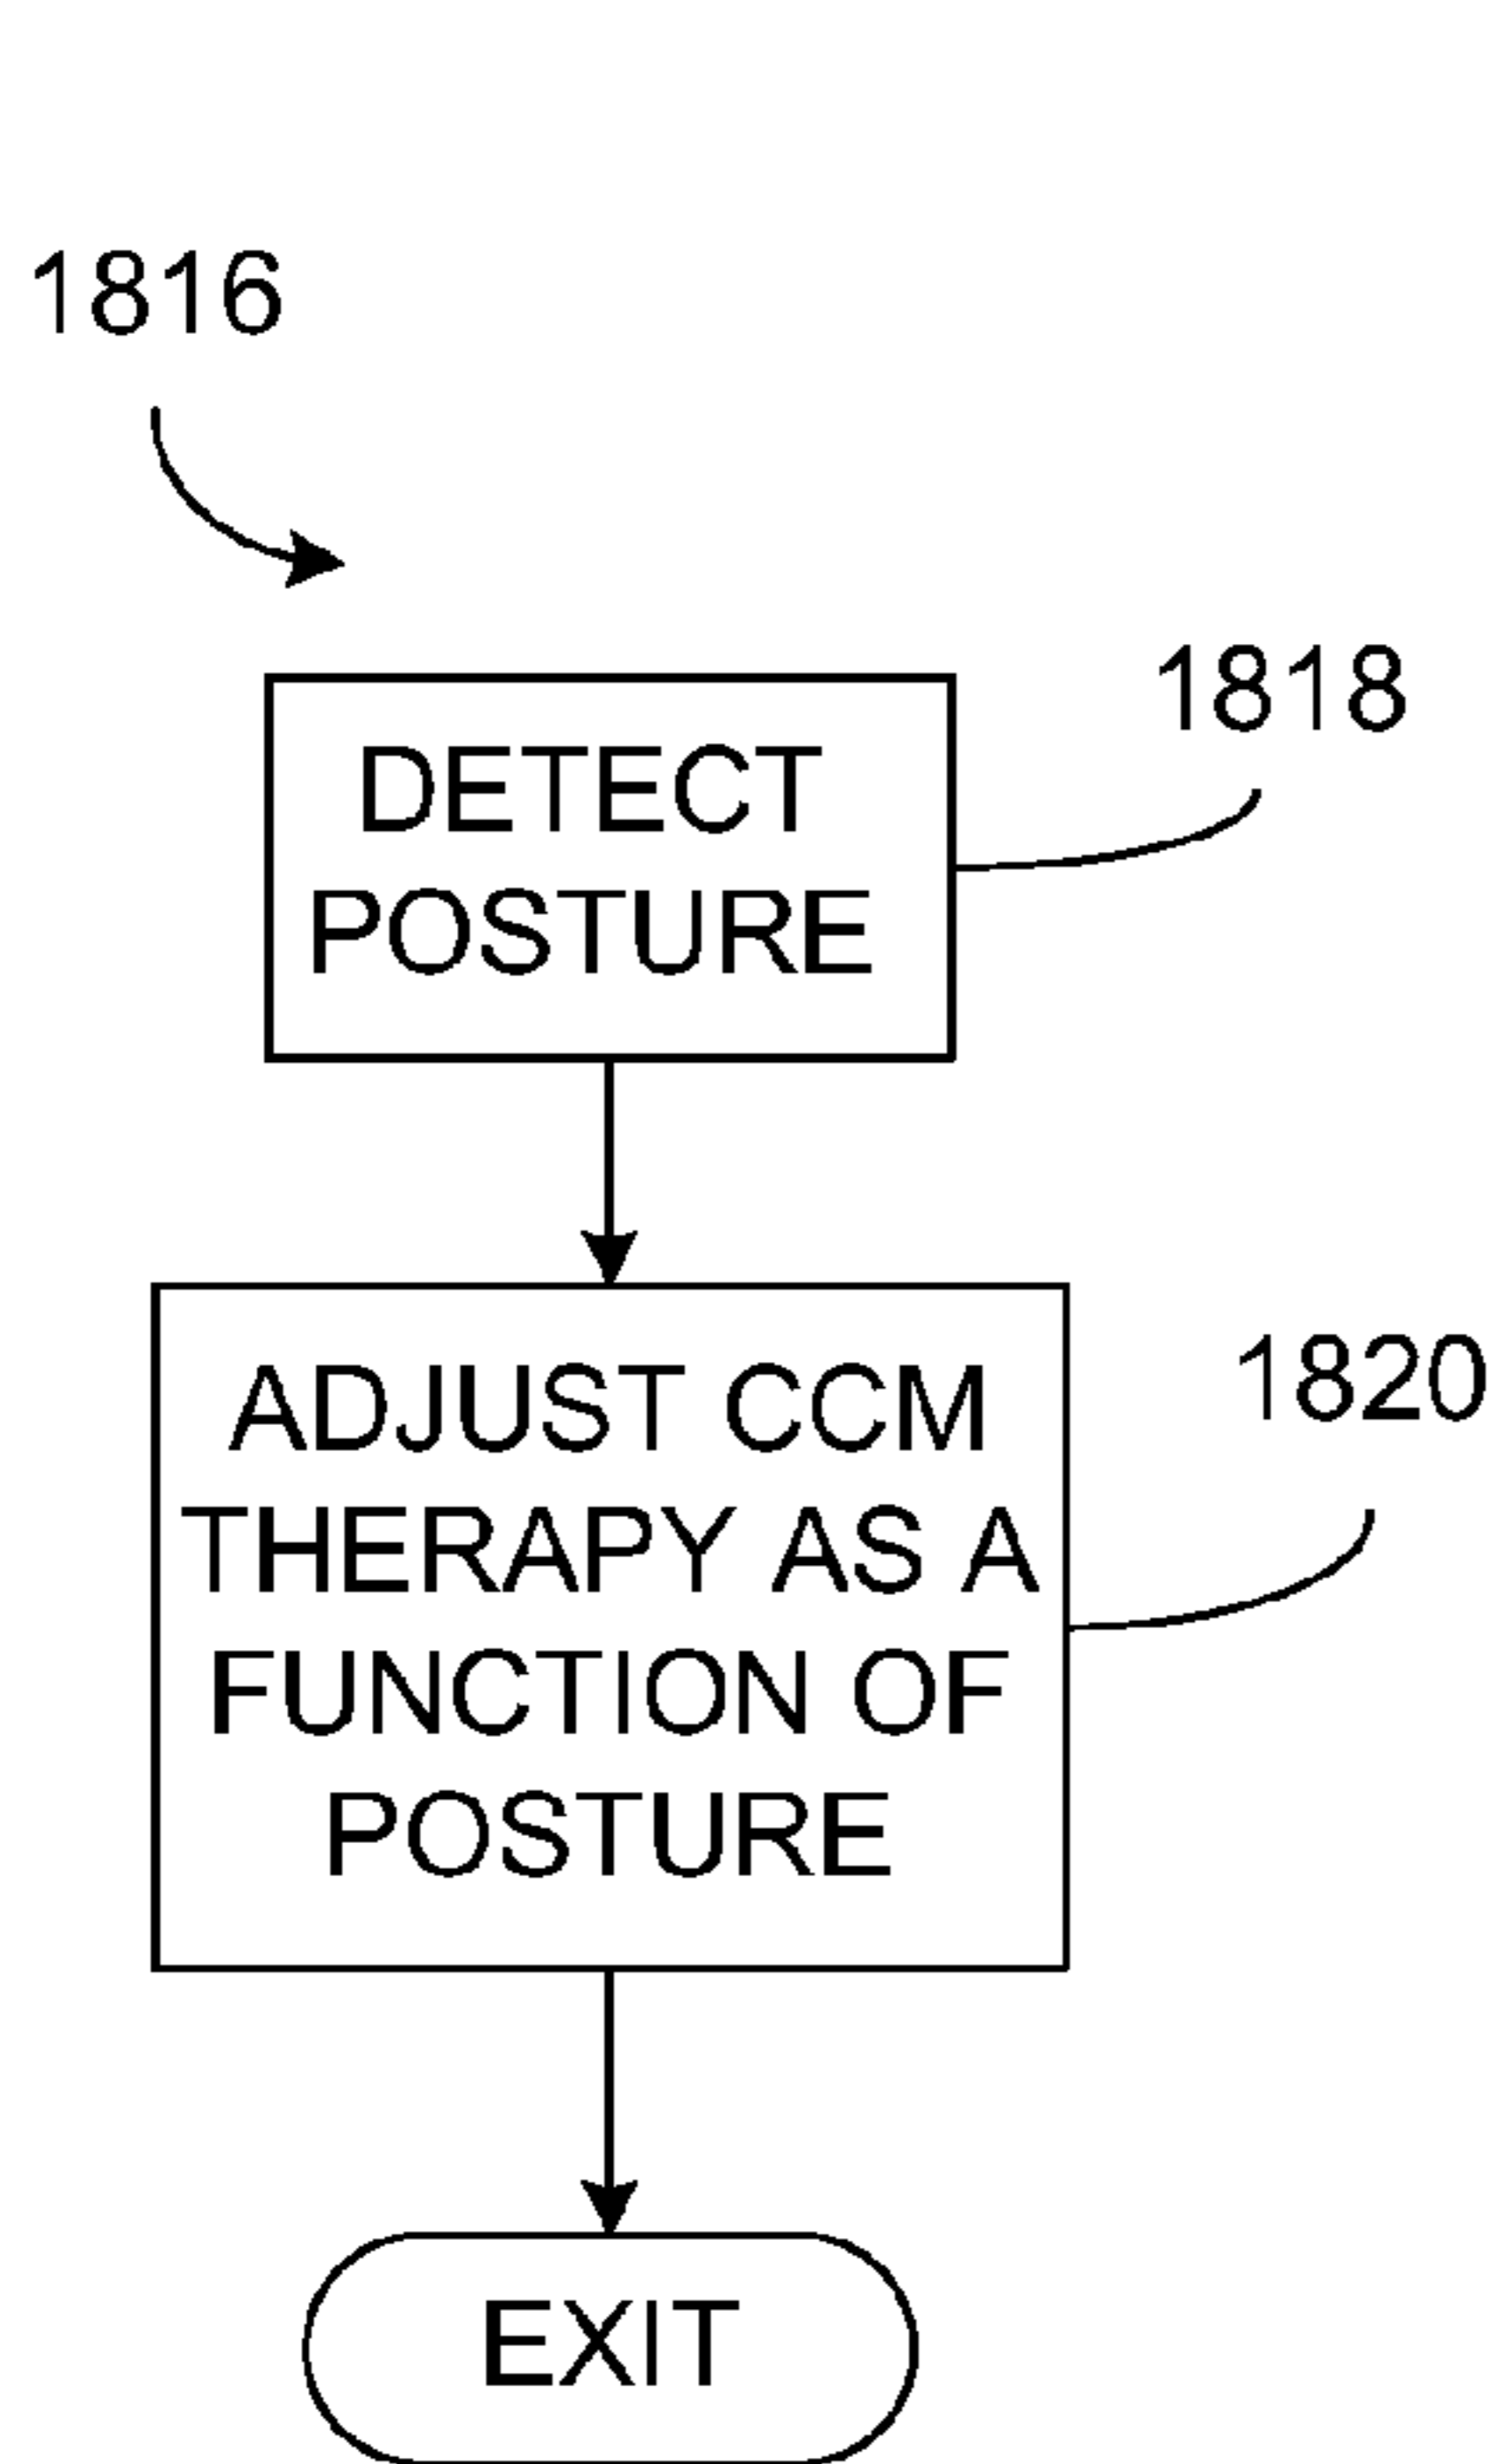 1816
1818
DETECT
POSTURE
1820
ADJUST CCM
THERAPY AS A
FUNCTION OF
POSTURE
EXIT